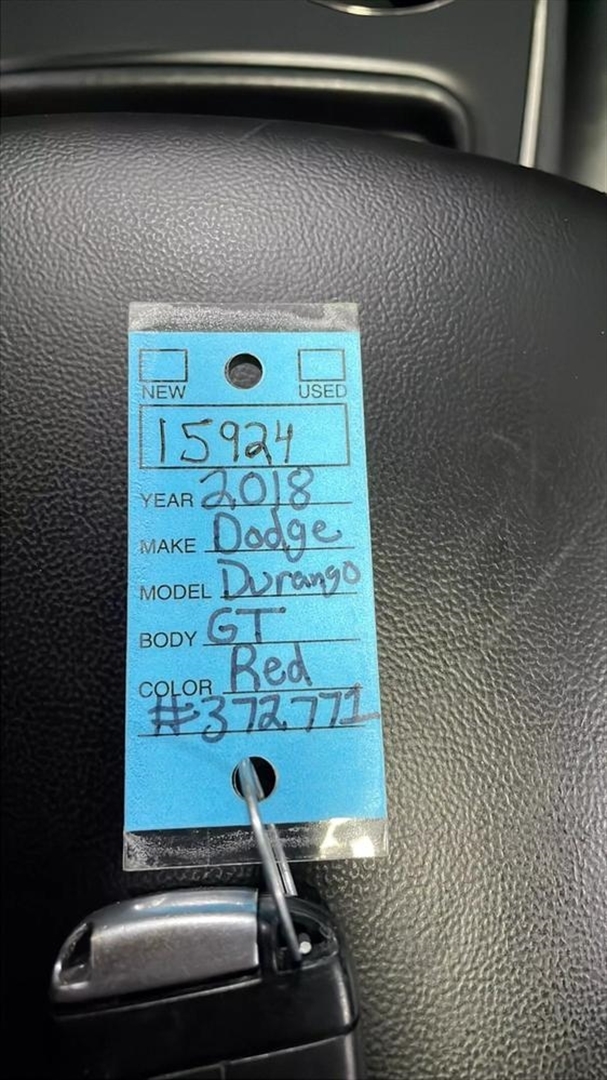 NEW USED
15924
YEAR 2018
MAKE Dodge
MODEL Durango
BODY GT
COLOR Red
#372771